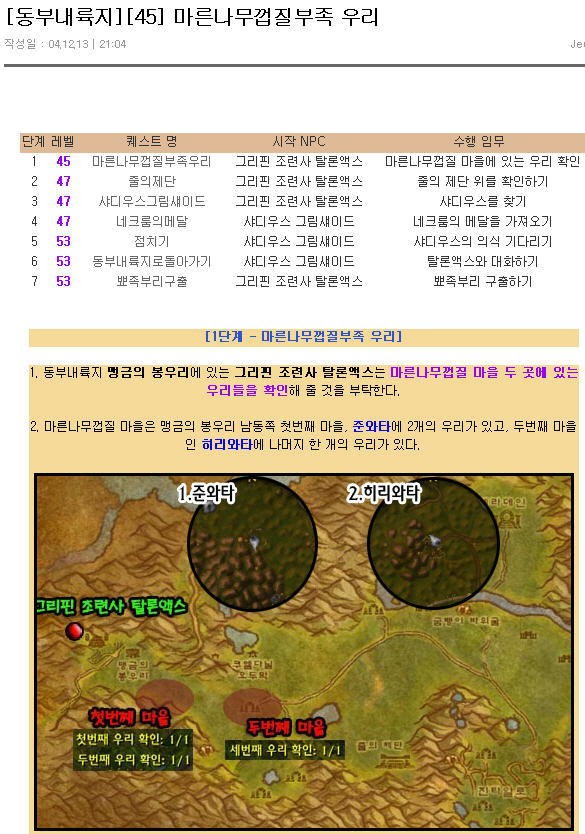 [동부내륙지][45] 마른나무껍질부족 우리
작성일 : 04,12,13 | 21:04
단계 레벨 퀘스트 명 시작 NPC 수행 임무
1 45 마른나무껍질부족우리 그리핀 조련사 탈론액스 마른나무껍질 마을에 있는 우리 확인
2 47 줄의제단 그리핀 조련사 탈론액스 줄의 제단 위를 확인하기
3 47 샤디우스그림섀이드 그리핀 조련사 탈론액스 샤디우스를 찾기
4 47 네크룸의메달 샤디우스 그림섀이드 네크룸의 메달을 가져오기
5 53 점치기 샤디우스 그림섀이드 샤디우스의 의식 기다리기
6 53 동부내륙지로돌아가기 샤디우스 그림섀이드 탈론액스와 대화하기
7 53 뾰족부리구출 그리핀 조련사 탈론액스 뾰족부리 구출하기
[1단계 - 마른나무껍질부족 우리]
1. 동부내륙지 맹금의 봉우리에 있는 그리핀 조련사 탈론액스는 마른나무껍질 마을 두 곳에 있는
우리들을 확인해 줄 것을 부탁한다.
2. 마른나무껍질 마을은 맹금의 봉우리 남동쪽 첫번째 마을, 준와타에 2개의 우리가 있고, 두번째 마을
인 히리와타에 나머지 한 개의 우리가 있다.
1.준와타
2.히리와타
그리핀 조련사 탈론액스
맹금의
봉우리
첫번째 마을
첫번째 우리 확인: 1/1
두번째 우리 확인: 1/1
두번째 마을
세번째 우리 확인: 1/1
줄의 제단